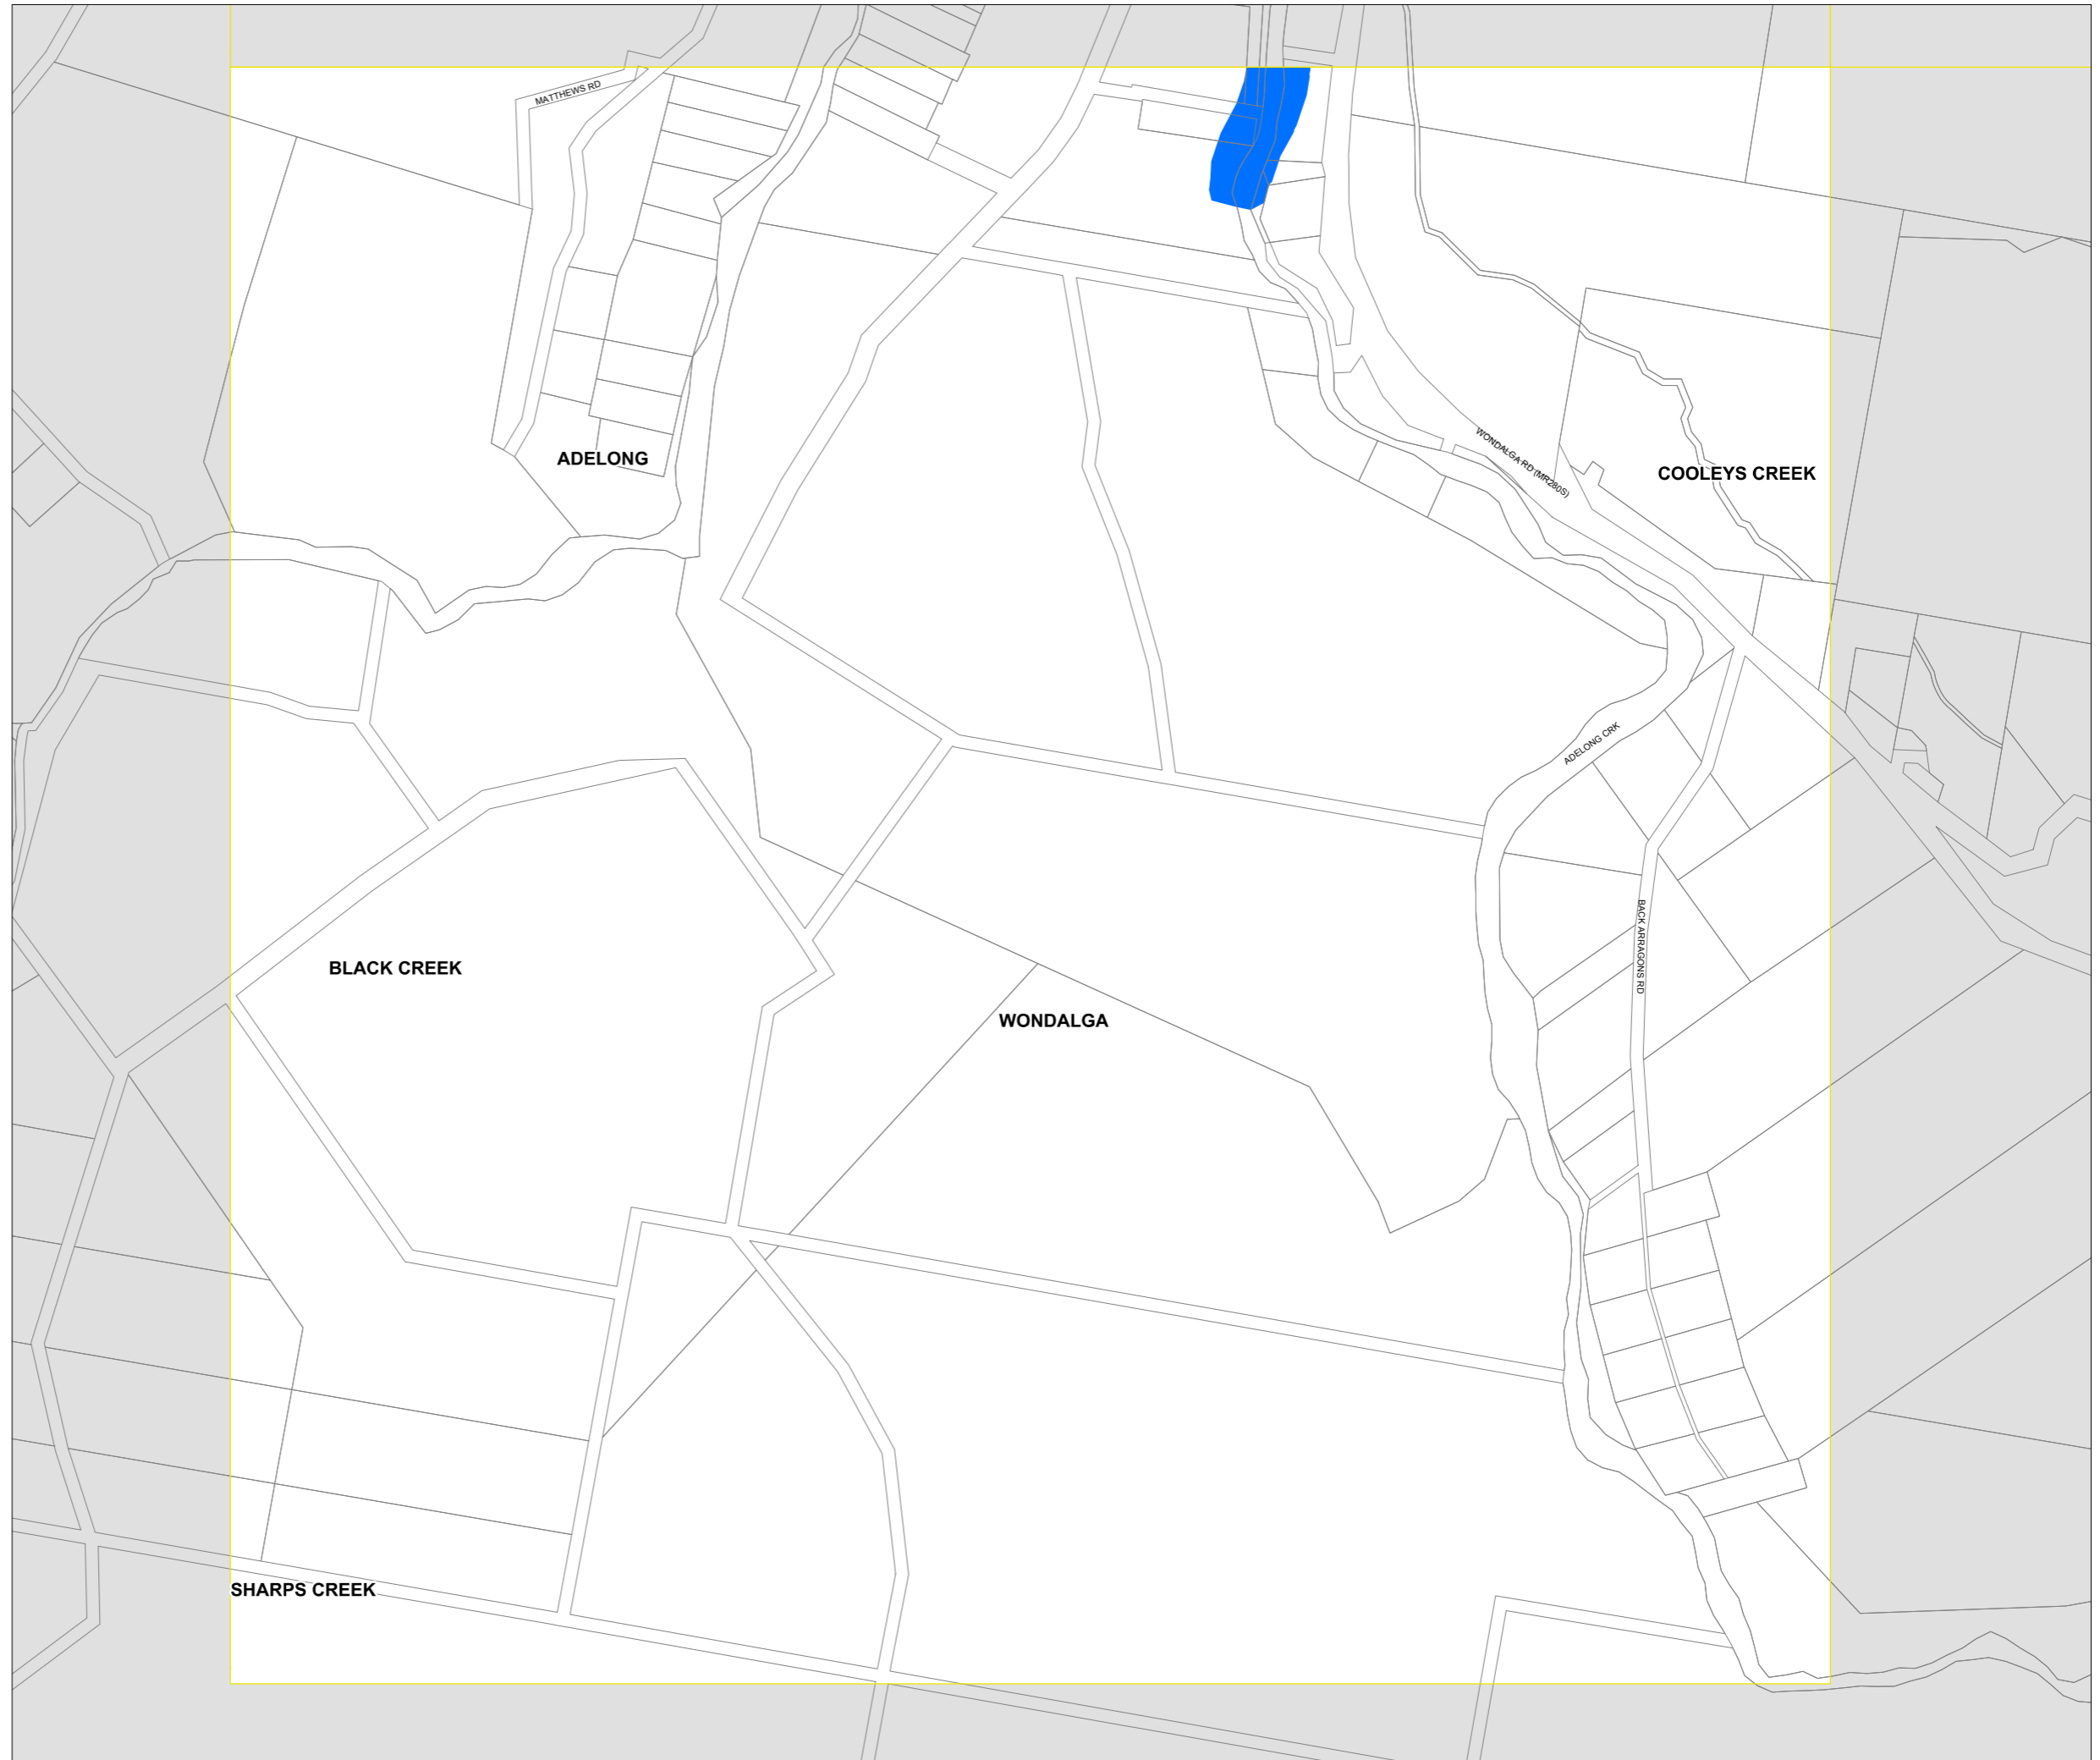 MATTHEWS RD
ADELONG
WONDALGA RD (MR280S)
COOLEYS CREEK
ADELONG CRK
BACK ARRAGONS RD
BLACK CREEK
WONDALGA
SHARPS CREEK